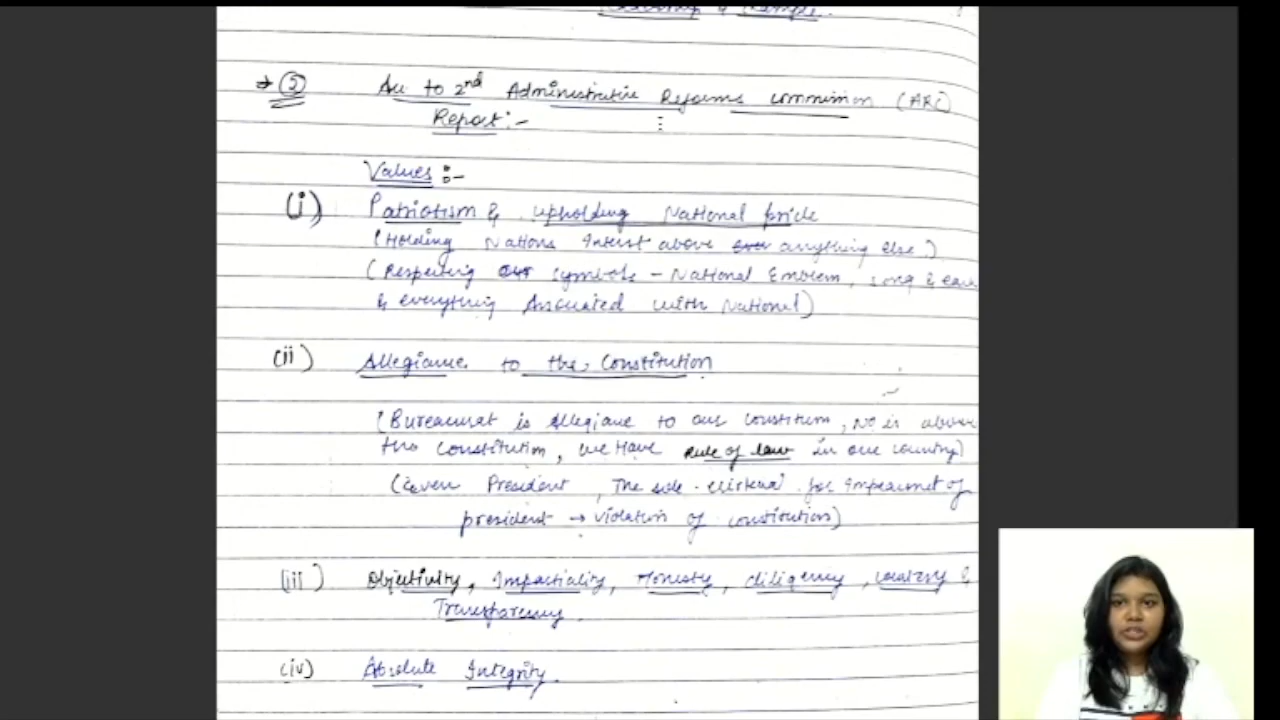 → (5) Acc to 2nd Administrative Reforms Commission (ARC)
Report:-
Values :-
(i) Patriotism & upholding National pride
(Holding Nations Interest above anything else)
(Respecting symbols - National Emblem, song &
& everything Associated with National)
(ii) Allegiance to the Constitution
(Bureaucrat is Allegiance to our constitution, No is above
the Constitution, we Have rule of law in our country)
(even President, The sole criteria for Impeachment of
president → violation of constitution)
(iii) Objectivity, Impartiality, Honesty, diligency, courtesy &
Transparency.
(iv) Absolute Integrity.